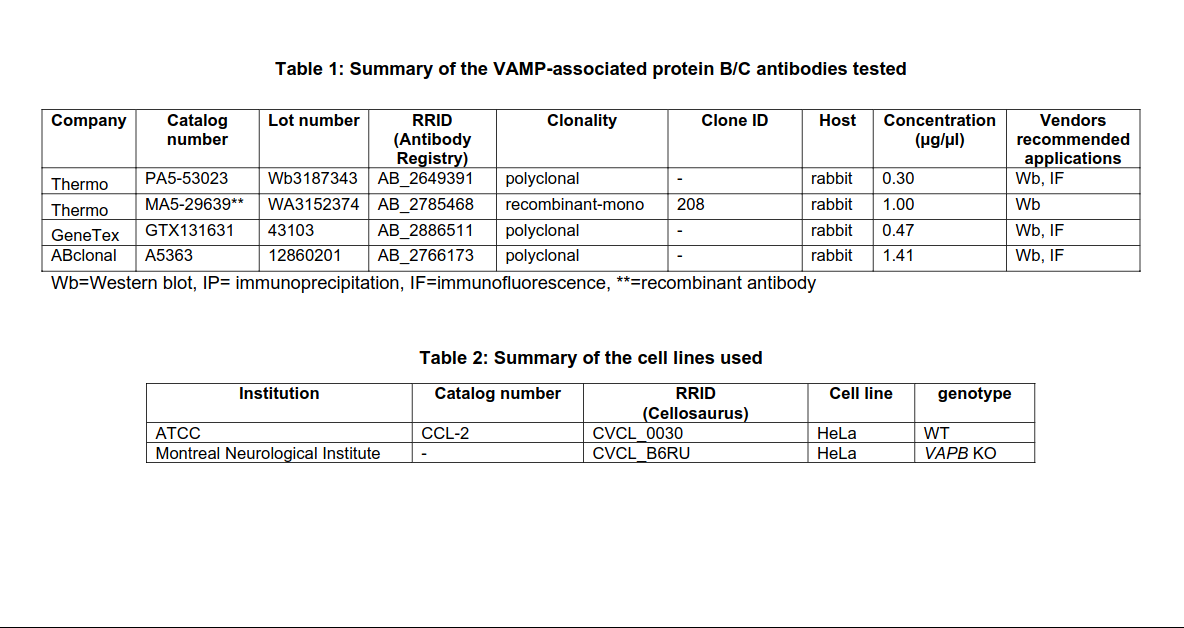 Table 1: Summary of the VAMP-associated protein B/C antibodies tested
Company Catalog number Lot number RRID (Antibody Registry) Clonality Clone ID Host Concentration (µg/µl) Vendors recommended applications
Thermo PA5-53023 Wb3187343 AB_2649391 polyclonal - rabbit 0.30 Wb, IF
Thermo MA5-29639** WA3152374 AB_2785468 recombinant-mono 208 rabbit 1.00 Wb
GeneTex GTX131631 43103 AB_2886511 polyclonal - rabbit 0.47 Wb, IF
ABclonal A5363 12860201 AB_2766173 polyclonal - rabbit 1.41 Wb, IF
Wb=Western blot, IP= immunoprecipitation, IF=immunofluorescence, **=recombinant antibody
Table 2: Summary of the cell lines used
Institution Catalog number RRID (Cellosaurus) Cell line genotype
ATCC CCL-2 CVCL_0030 HeLa WT
Montreal Neurological Institute - CVCL_B6RU HeLa VAPB KO